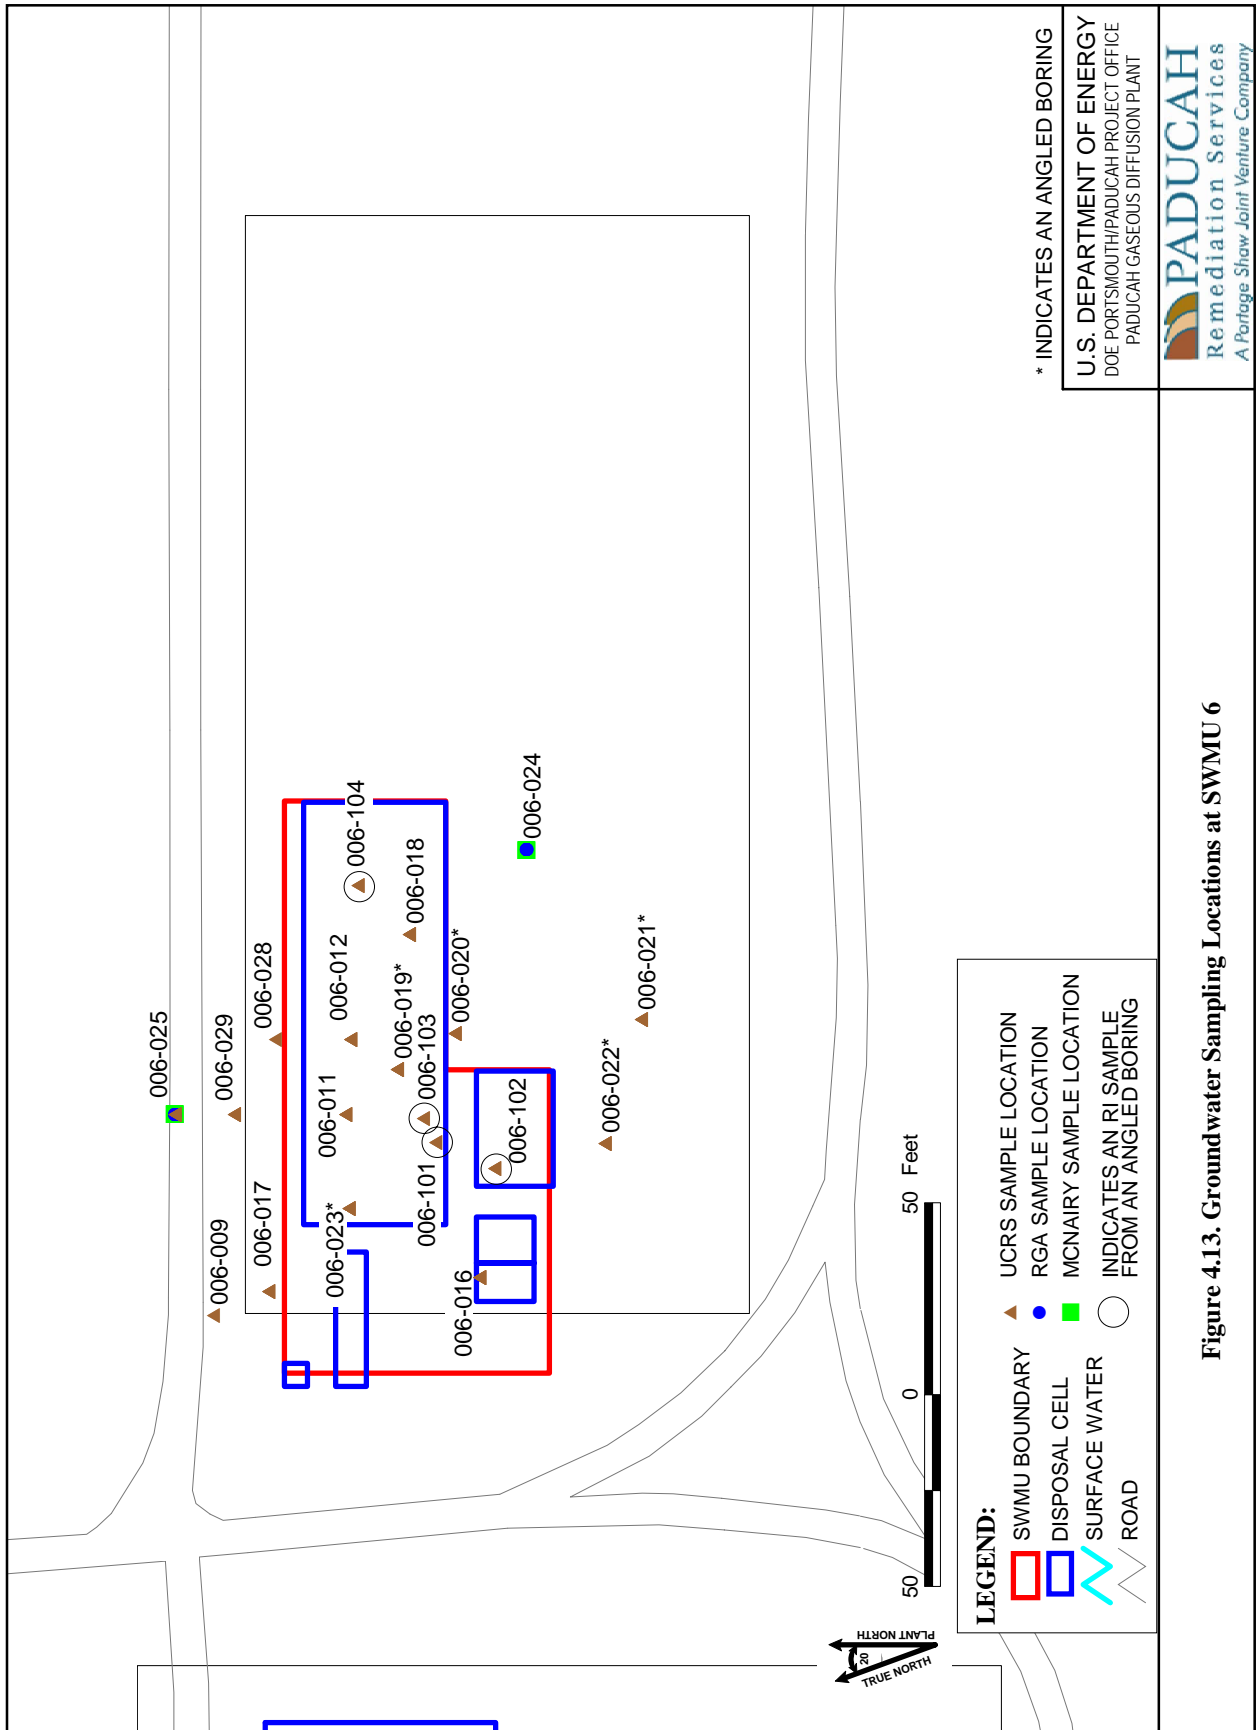 006-025
006-029
006-028
006-009
006-017
006-011
006-012
006-104
006-023*
006-019*
006-018
006-103
006-101
006-020*
006-024
006-016
006-102
006-022*
006-021*
50
0
50 Feet
PLANT NORTH
TRUE NORTH
20
LEGEND:
SWMU BOUNDARY
DISPOSAL CELL
SURFACE WATER
ROAD
UCRS SAMPLE LOCATION
RGA SAMPLE LOCATION
MCNAIRY SAMPLE LOCATION
INDICATES AN RI SAMPLE
FROM AN ANGLED BORING
* INDICATES AN ANGLED BORING
U.S. DEPARTMENT OF ENERGY
DOE PORTSMOUTH/PADUCAH PROJECT OFFICE
PADUCAH GASEOUS DIFFUSION PLANT
PADUCAH
Remediation Services
A Portage Shaw Joint Venture Company
Figure 4.13. Groundwater Sampling Locations at SWMU 6